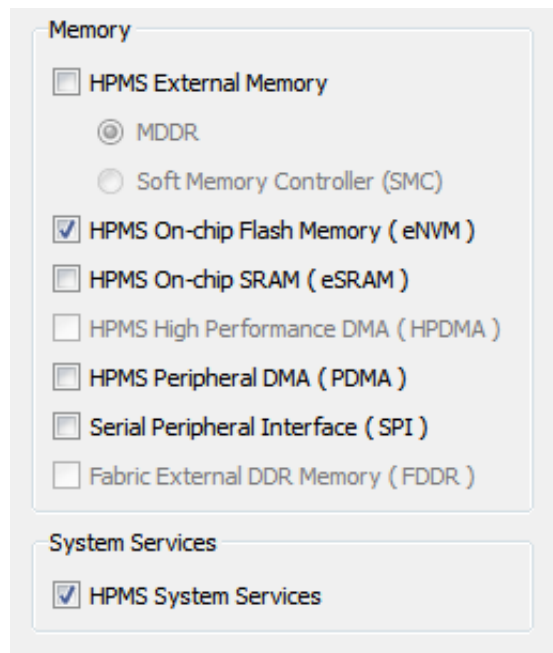 Memory
HPMS External Memory
MDDR
Soft Memory Controller (SMC)
HPMS On-chip Flash Memory ( eNVM )
HPMS On-chip SRAM ( eSRAM )
HPMS High Performance DMA ( HPDMA )
HPMS Peripheral DMA ( PDMA )
Serial Peripheral Interface ( SPI )
Fabric External DDR Memory ( FDDR )
System Services
HPMS System Services